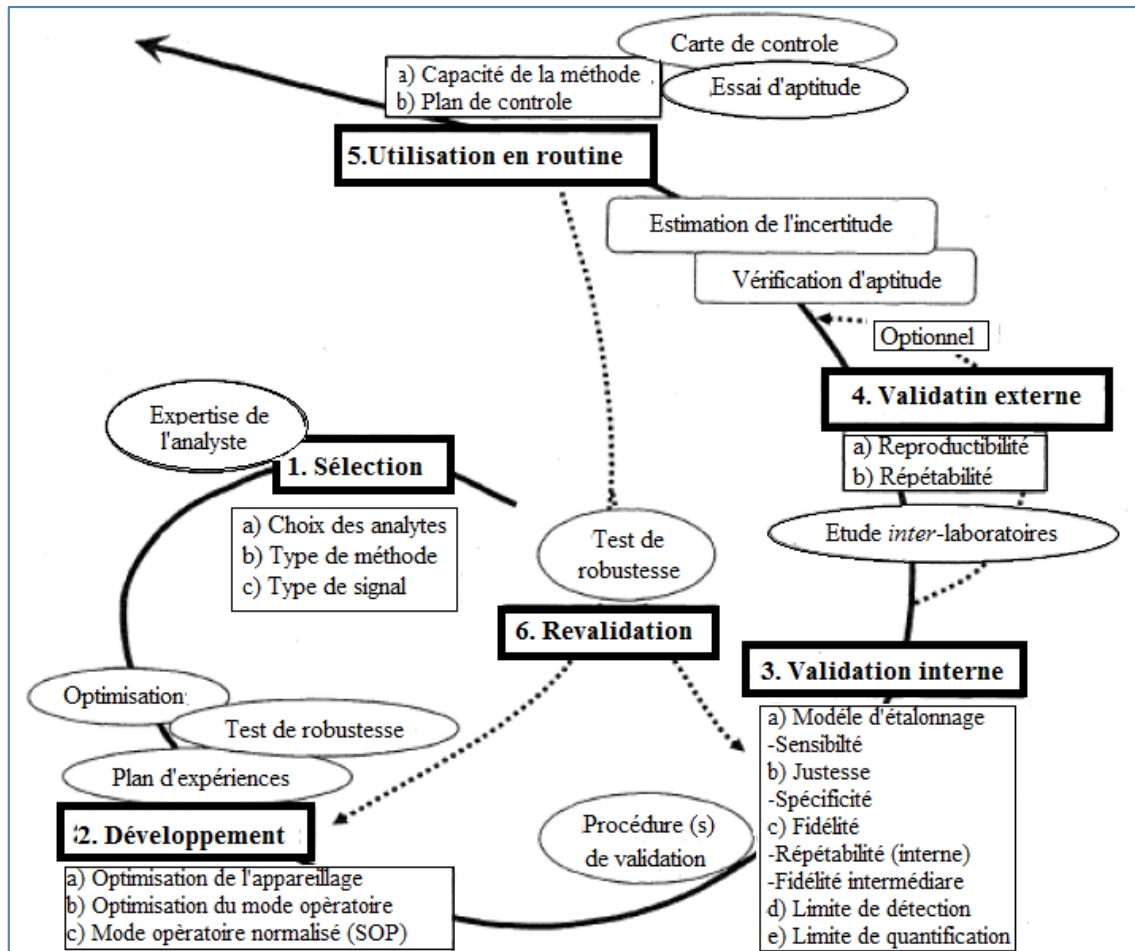 Carte de controle
a) Capacité de la méthode
b) Plan de controle
Essai d'aptitude
5.Utilisation en routine
Estimation de l'incertitude
Vérification d'aptitude
Optionnel
4. Validatin externe
a) Reproductibilité
b) Répétabilité
Etude inter-laboratoires
Expertise de
l'analyste
1. Sélection
a) Choix des analytes
b) Type de méthode
c) Type de signal
Test de
robustesse
6. Revalidation
3. Validation interne
a) Modéle d'étalonnage
-Sensibilté
b) Justesse
-Spécificité
c) Fidélité
-Répétabilité (interne)
-Fidélité intermédiare
d) Limite de détection
e) Limite de quantification
Optimisation
Test de robustesse
Plan d'expériences
2. Développement
a) Optimisation de l'appareillage
b) Optimisation du mode opèratoire
c) Mode opèratoire normalisé (SOP)
Procédure (s)
de validation